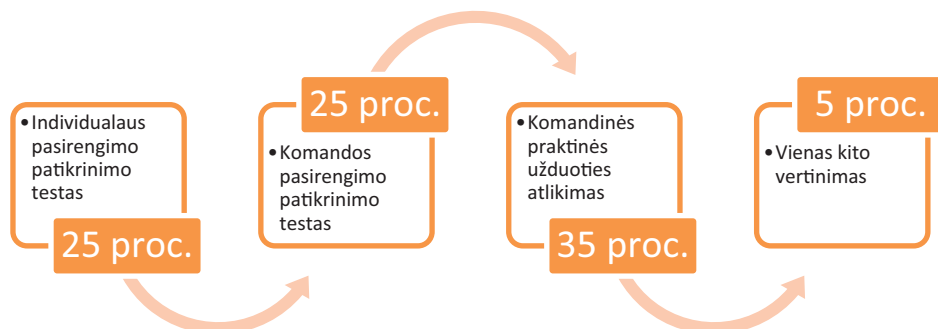 •Individualaus
pasirengimo
patikrinimo
testas
25 proc.
25 proc.
•Komandos
pasirengimo
patikrinimo
testas
•Komandinės
praktinės
užduoties
atlikimas
35 proc.
5 proc.
•Vienas kito
vertinimas